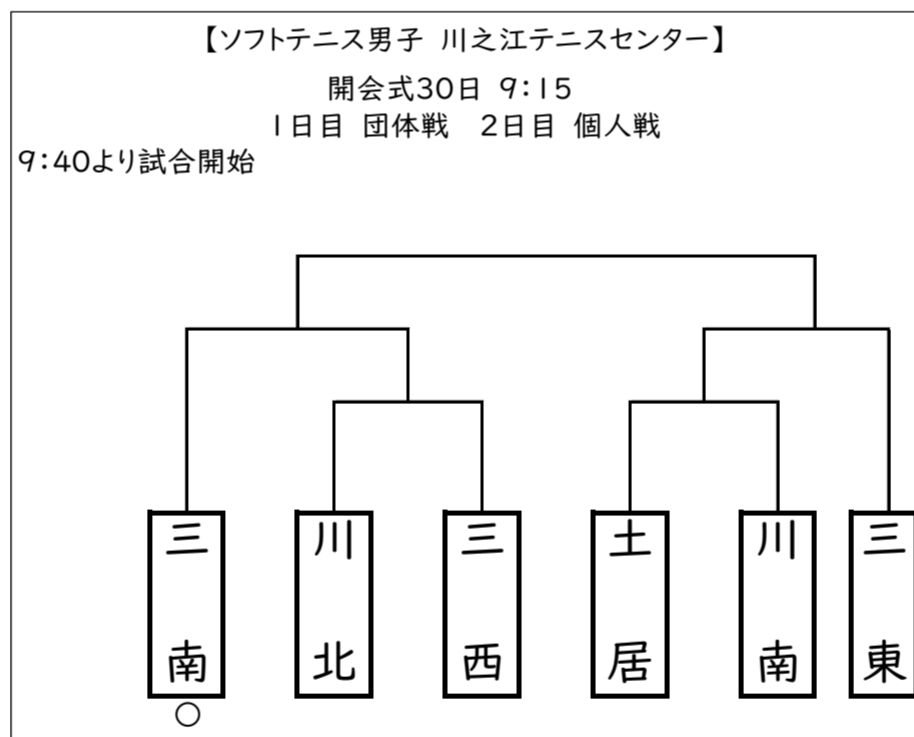 【ソフトテニス男子 川之江テニスセンター】
開会式30日 9:15
1日目 団体戦 2日目 個人戦
9:40より試合開始
三南
川北
三西
土居
川南
三東
○